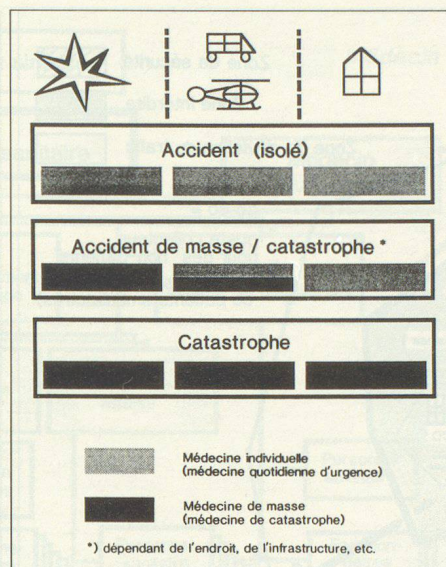 Accident (isolé)
Accident de masse / catastrophe *
Catastrophe
Médecine individuelle
(médecine quotidienne d'urgence)
Médecine de masse
(médecine de catastrophe)
*) dépendant de l'endroit, de l'infrastructure, etc.